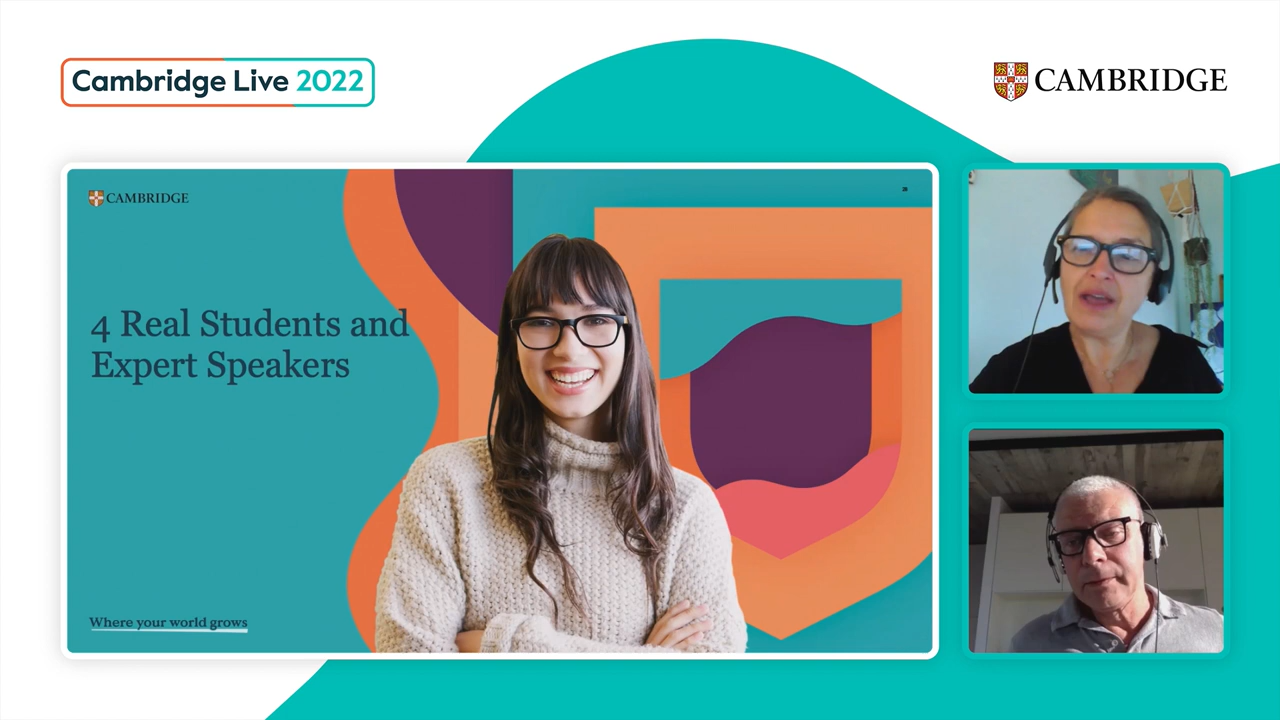 Cambridge Live 2022
CAMBRIDGE
CAMBRIDGE
4 Real Students and
Expert Speakers
Where your world grows